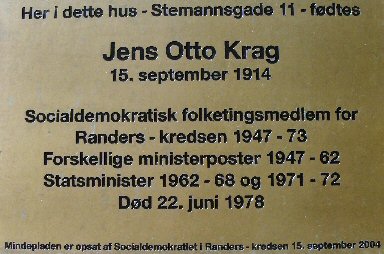 Her i dette hus - Stemannsgade 11 - fødtes
Jens Otto Krag
15. september 1914
Socialdemokratisk folketingsmedlem for
Randers - kredsen 1947 - 73
Forskellige ministerposter 1947 - 62
Statsminister 1962 - 68 og 1971 - 72
Død 22. juni 1978
Mindepladen er opsat af Socialdemokratiet i Randers - kredsen 15. september 2004